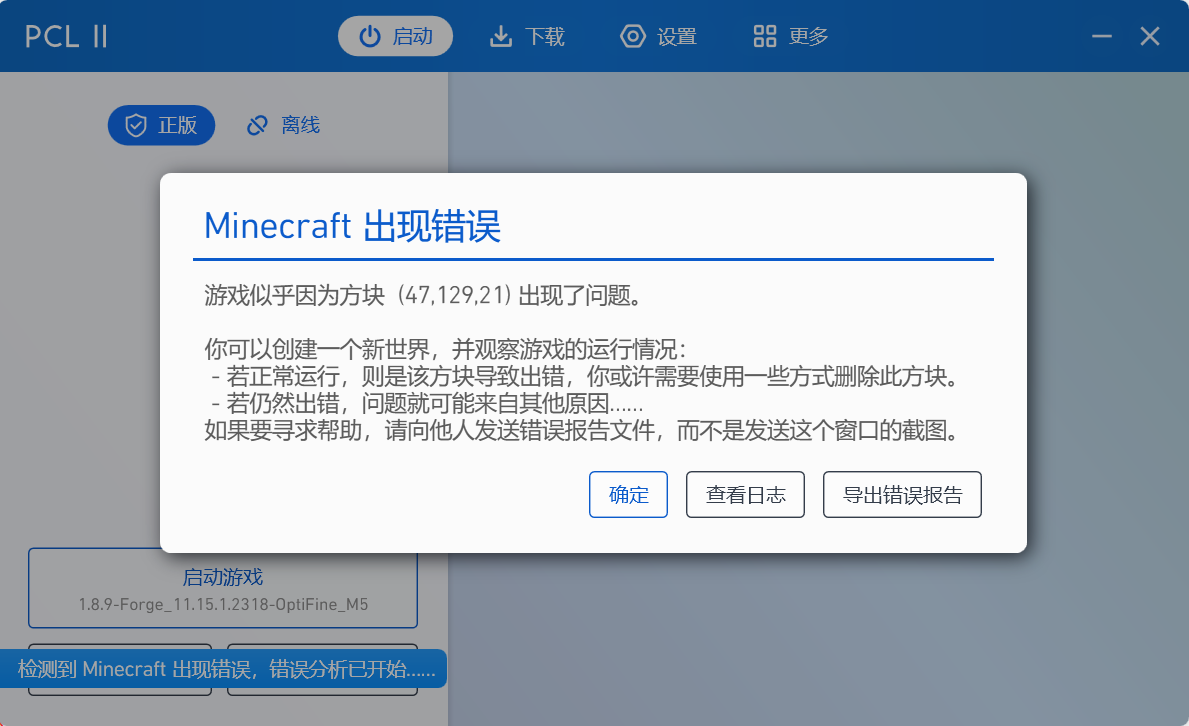 PCL II
启动
下载
设置
更多
正版
离线
Minecraft 出现错误
游戏似乎因为方块 (47,129,21) 出现了问题。
你可以创建一个新世界，并观察游戏的运行情况：
- 若正常运行，则是该方块导致出错，你或许需要使用一些方式删除此方块。
- 若仍然出错，问题就可能来自其他原因……
如果要寻求帮助，请向他人发送错误报告文件，而不是发送这个窗口的截图。
确定
查看日志
导出错误报告
启动游戏
1.8.9-Forge_11.15.1.2318-OptiFine_M5
检测到 Minecraft 出现错误，错误分析已开始……